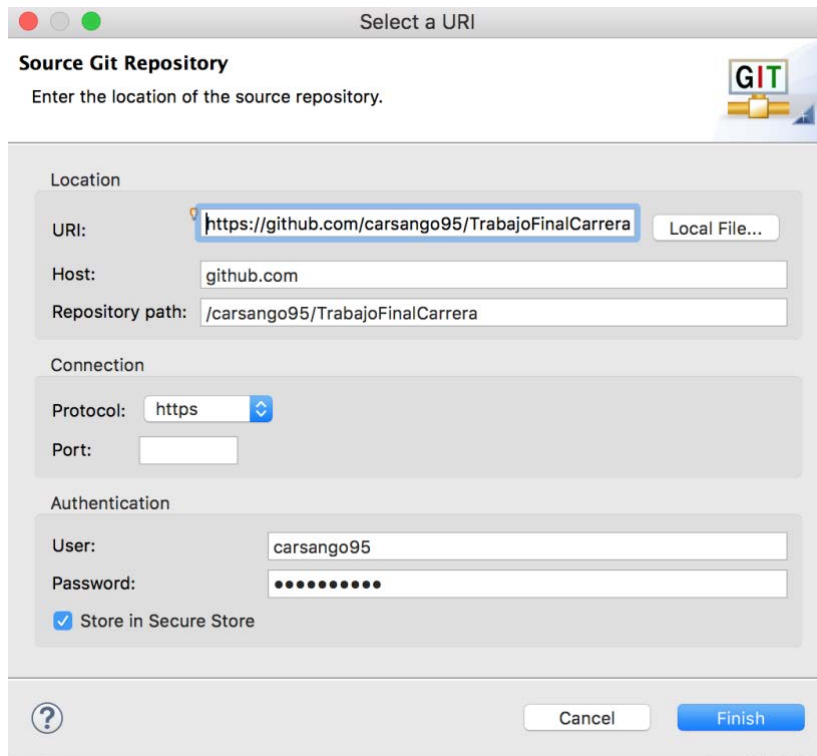 Select a URI
Source Git Repository
Enter the location of the source repository.
GIT
Location
URI: https://github.com/carsango95/TrabajoFinalCarrera Local File...
Host: github.com
Repository path: /carsango95/TrabajoFinalCarrera
Connection
Protocol: https
Port:
Authentication
User: carsango95
Password: ••••••••••
Store in Secure Store
? Cancel Finish